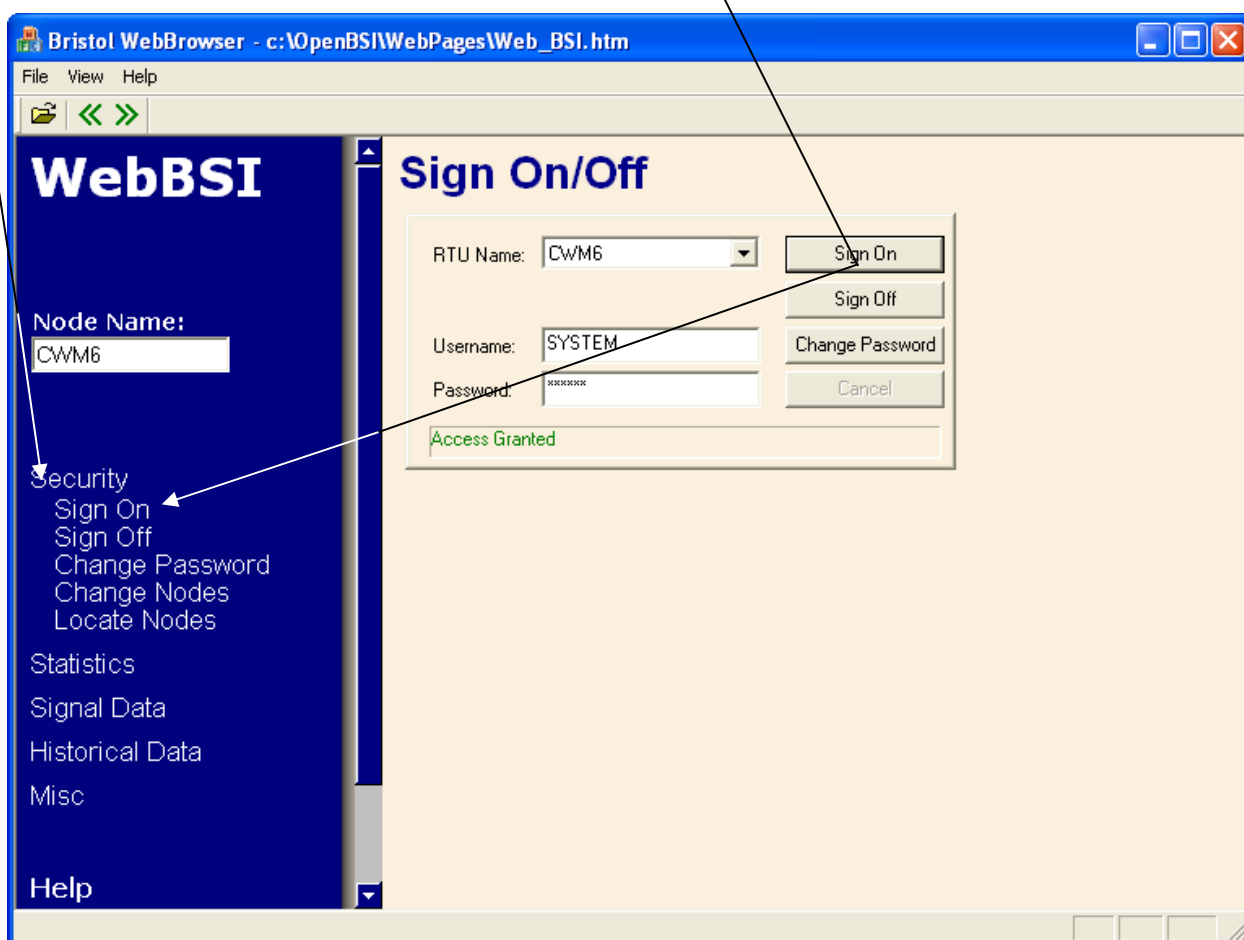 Bristol WebBrowser - c:\OpenBSI\WebPages\Web_BSI.htm
File View Help
WebBSI
Node Name:
CWM6
Security
Sign On
Sign Off
Change Password
Change Nodes
Locate Nodes
Statistics
Signal Data
Historical Data
Misc
Help
Sign On/Off
RTU Name: CWM6 Sign On
Sign Off
Username: SYSTEM Change Password
Password: ****** Cancel
Access Granted